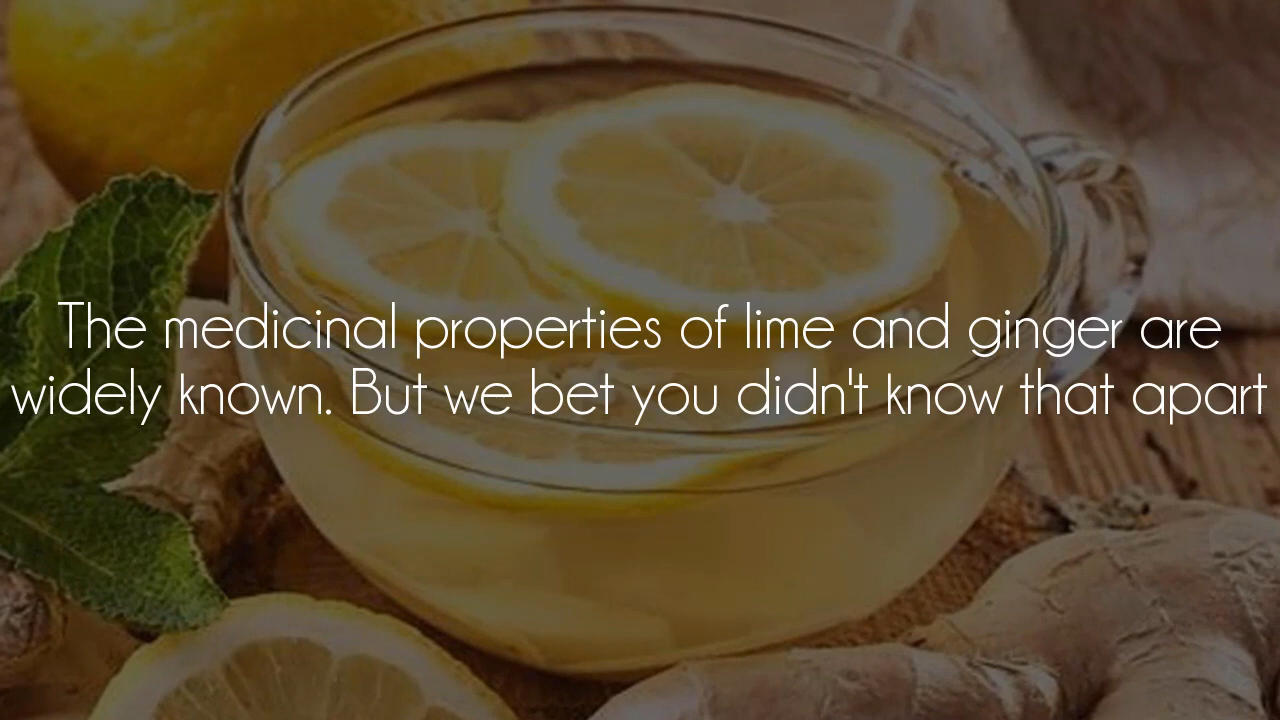 The medicinal properties of lime and ginger are
widely known. But we bet you didn't know that apart